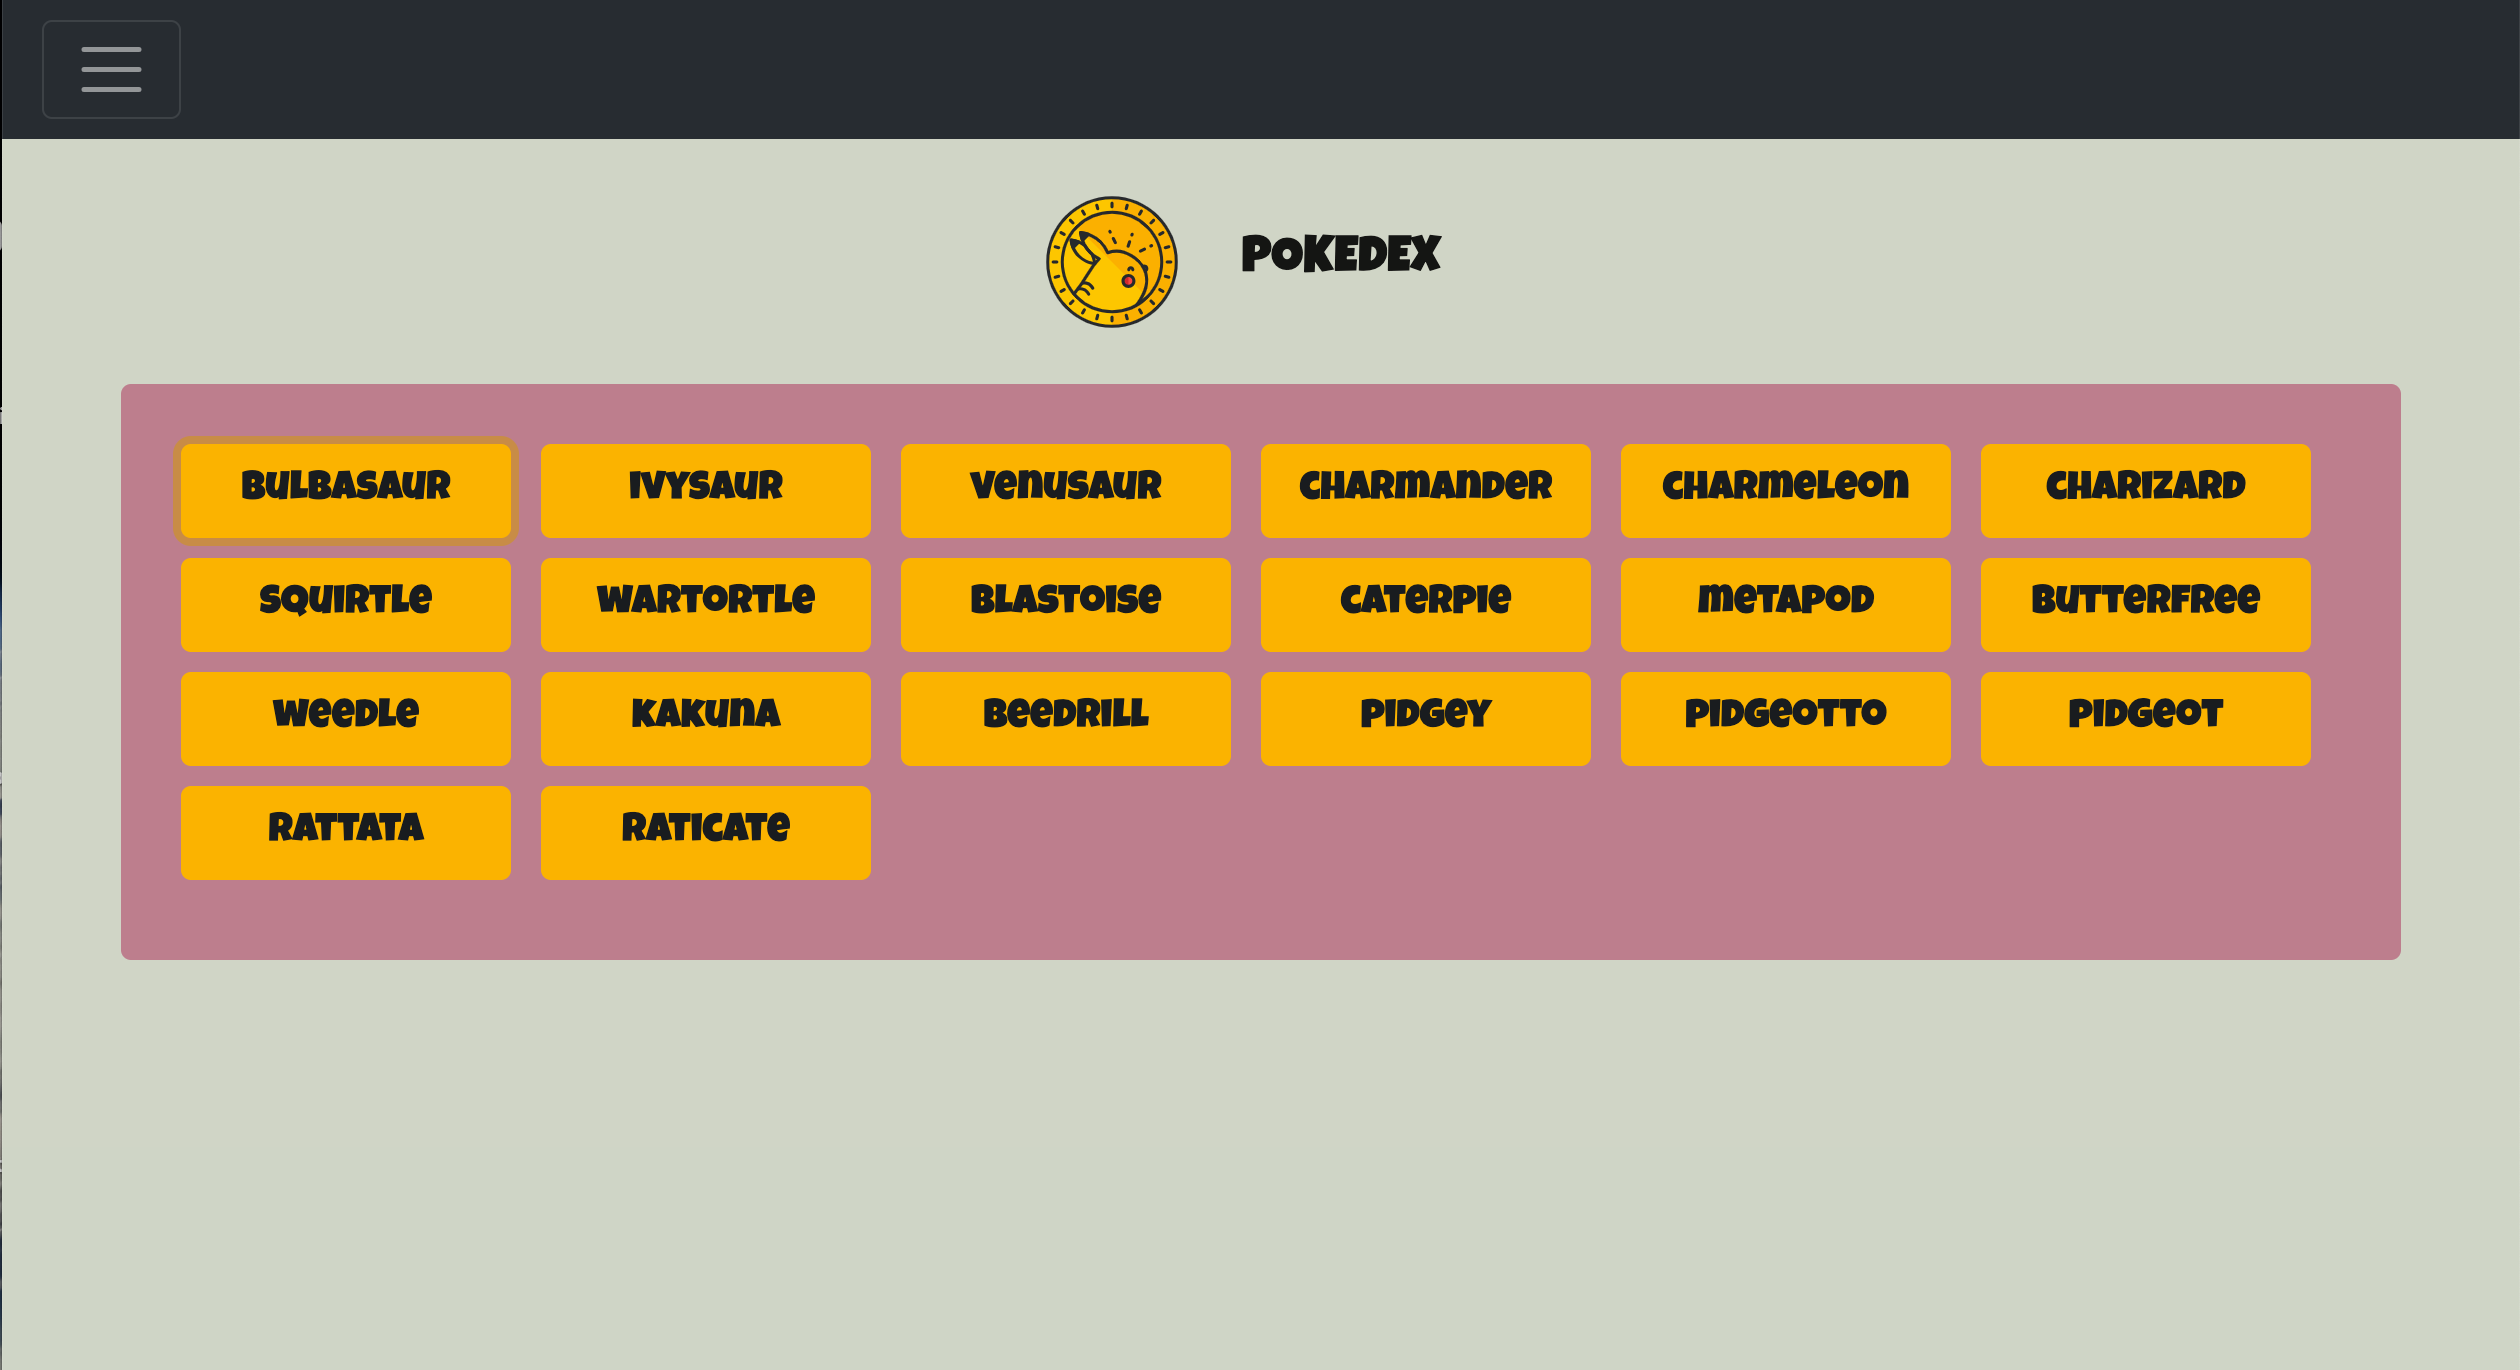 POKEDEX
BULBASAUR IVYSAUR VENUSAUR CHARMANDER CHARMELEON CHARIZARD
SQUIRTLE WARTORTLE BLASTOISE CATERPIE METAPOD BUTTERFREE
WEEDLE KAKUNA BEEDRILL PIDGEY PIDGEOTTO PIDGEOT
RATTATA RATICATE